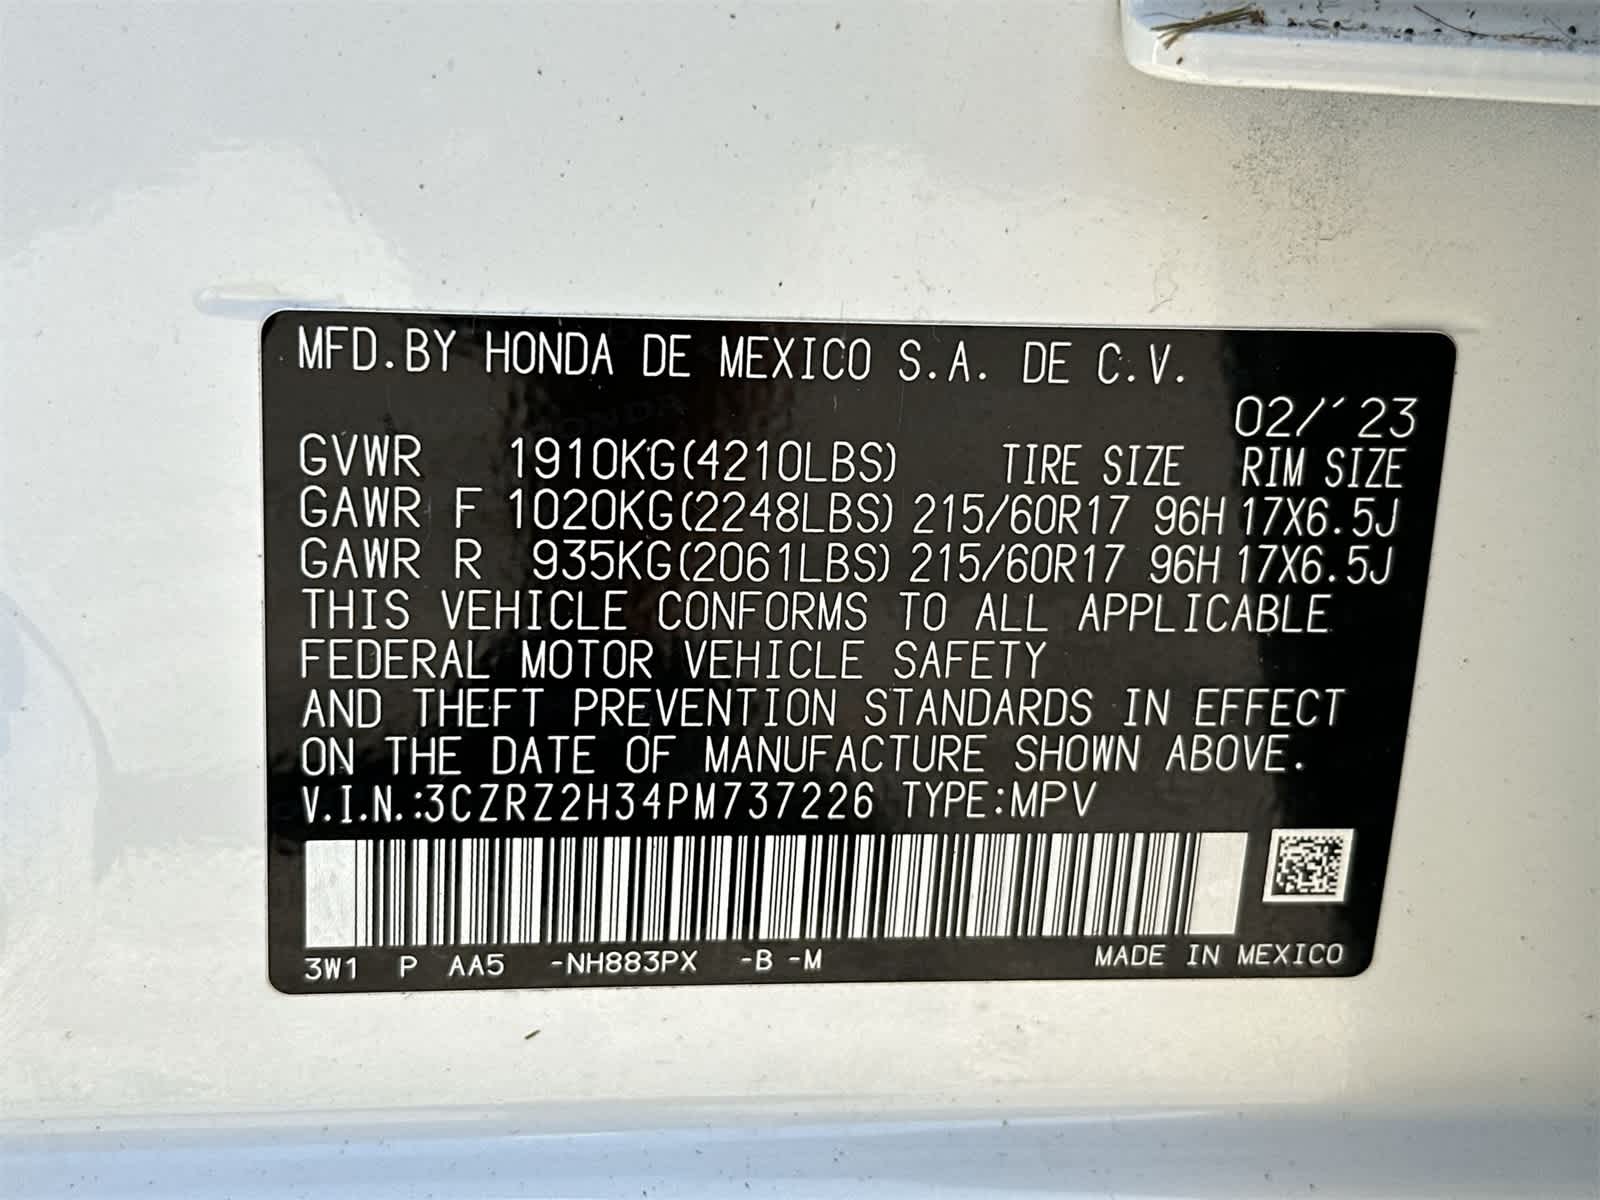 MFD.BY HONDA DE MEXICO S.A. DE C.V.
02/'23
GVWR 1910KG(4210LBS) TIRE SIZE RIM SIZE
GAWR F 1020KG(2248LBS) 215/60R17 96H 17X6.5J
GAWR R 935KG(2061LBS) 215/60R17 96H 17X6.5J
THIS VEHICLE CONFORMS TO ALL APPLICABLE
FEDERAL MOTOR VEHICLE SAFETY
AND THEFT PREVENTION STANDARDS IN EFFECT
ON THE DATE OF MANUFACTURE SHOWN ABOVE.
V.I.N.:3CZRZ2H34PM737226 TYPE:MPV
3W1 P AA5 -NH883PX -B -M MADE IN MEXICO